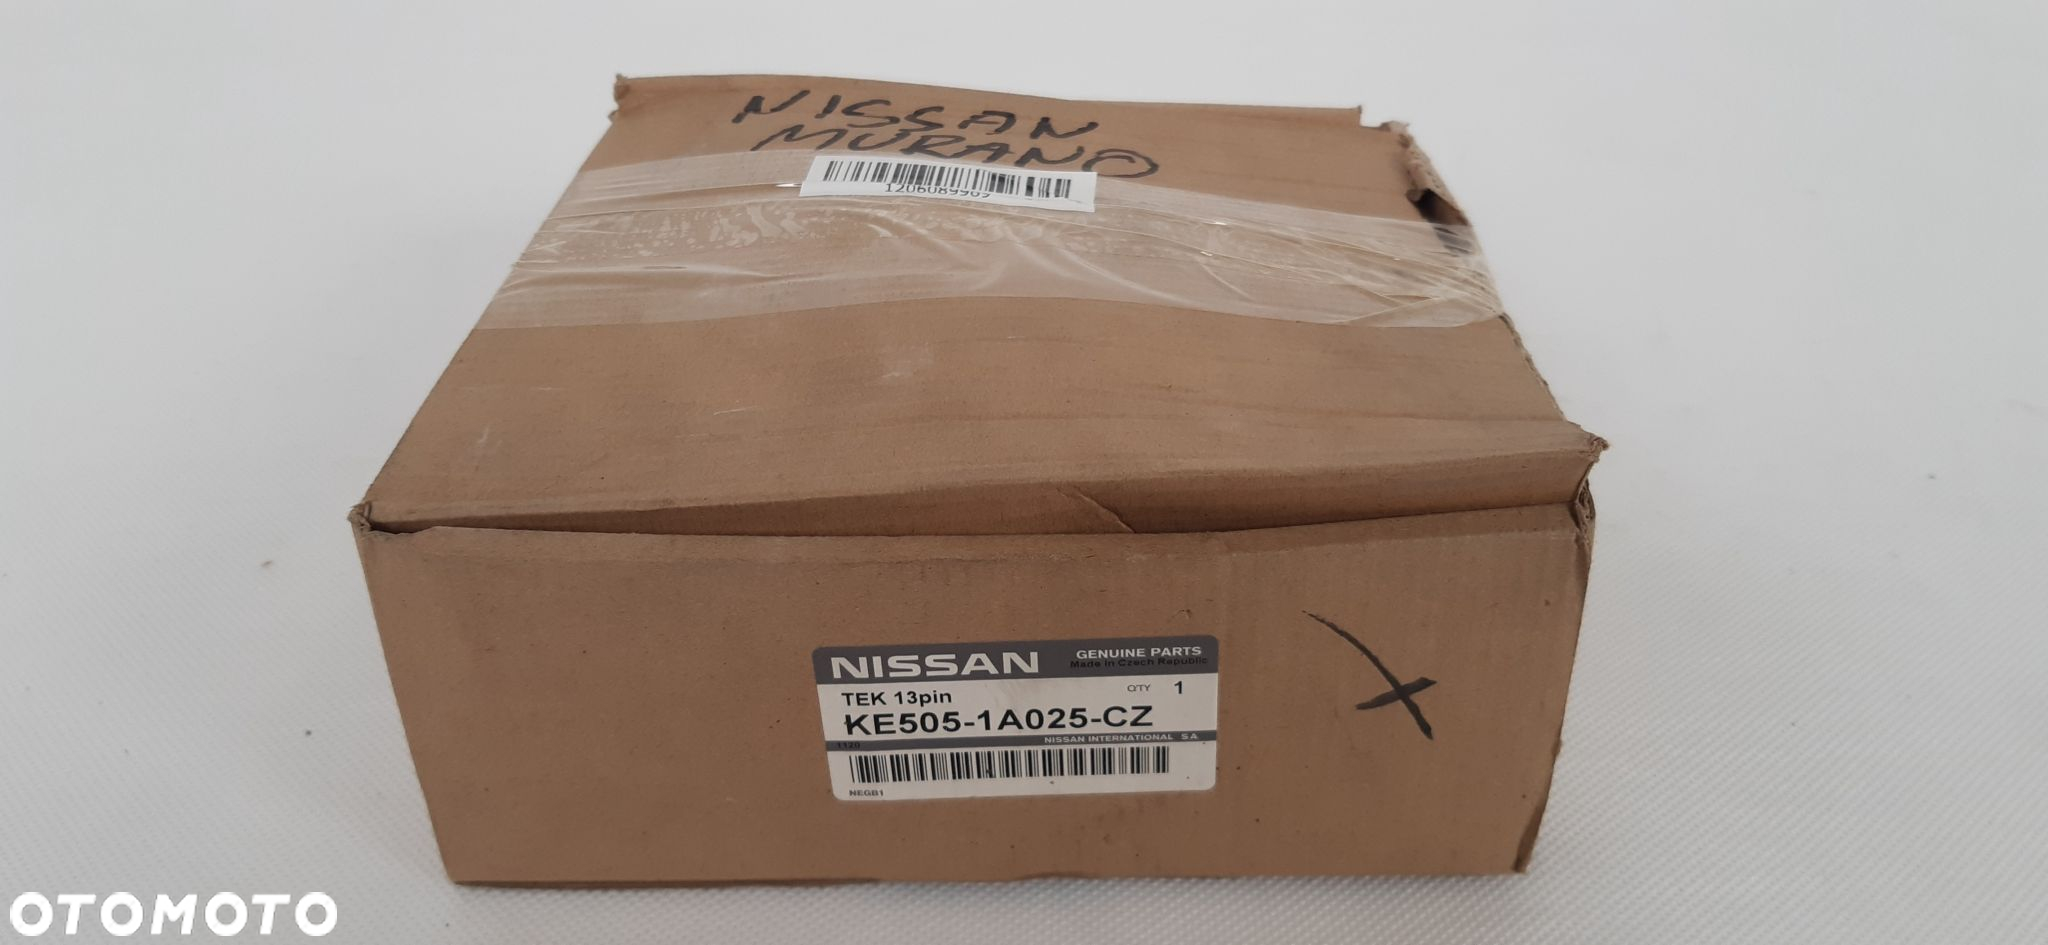 NISSAN
MURANO
1206089909
NISSAN
GENUINE PARTS
Made in Czech Republic
TEK 13pin
QTY 1
KE505-1A025-CZ
1120
NISSAN INTERNATIONAL S.A.
NEGB1
X
OTOMOTO